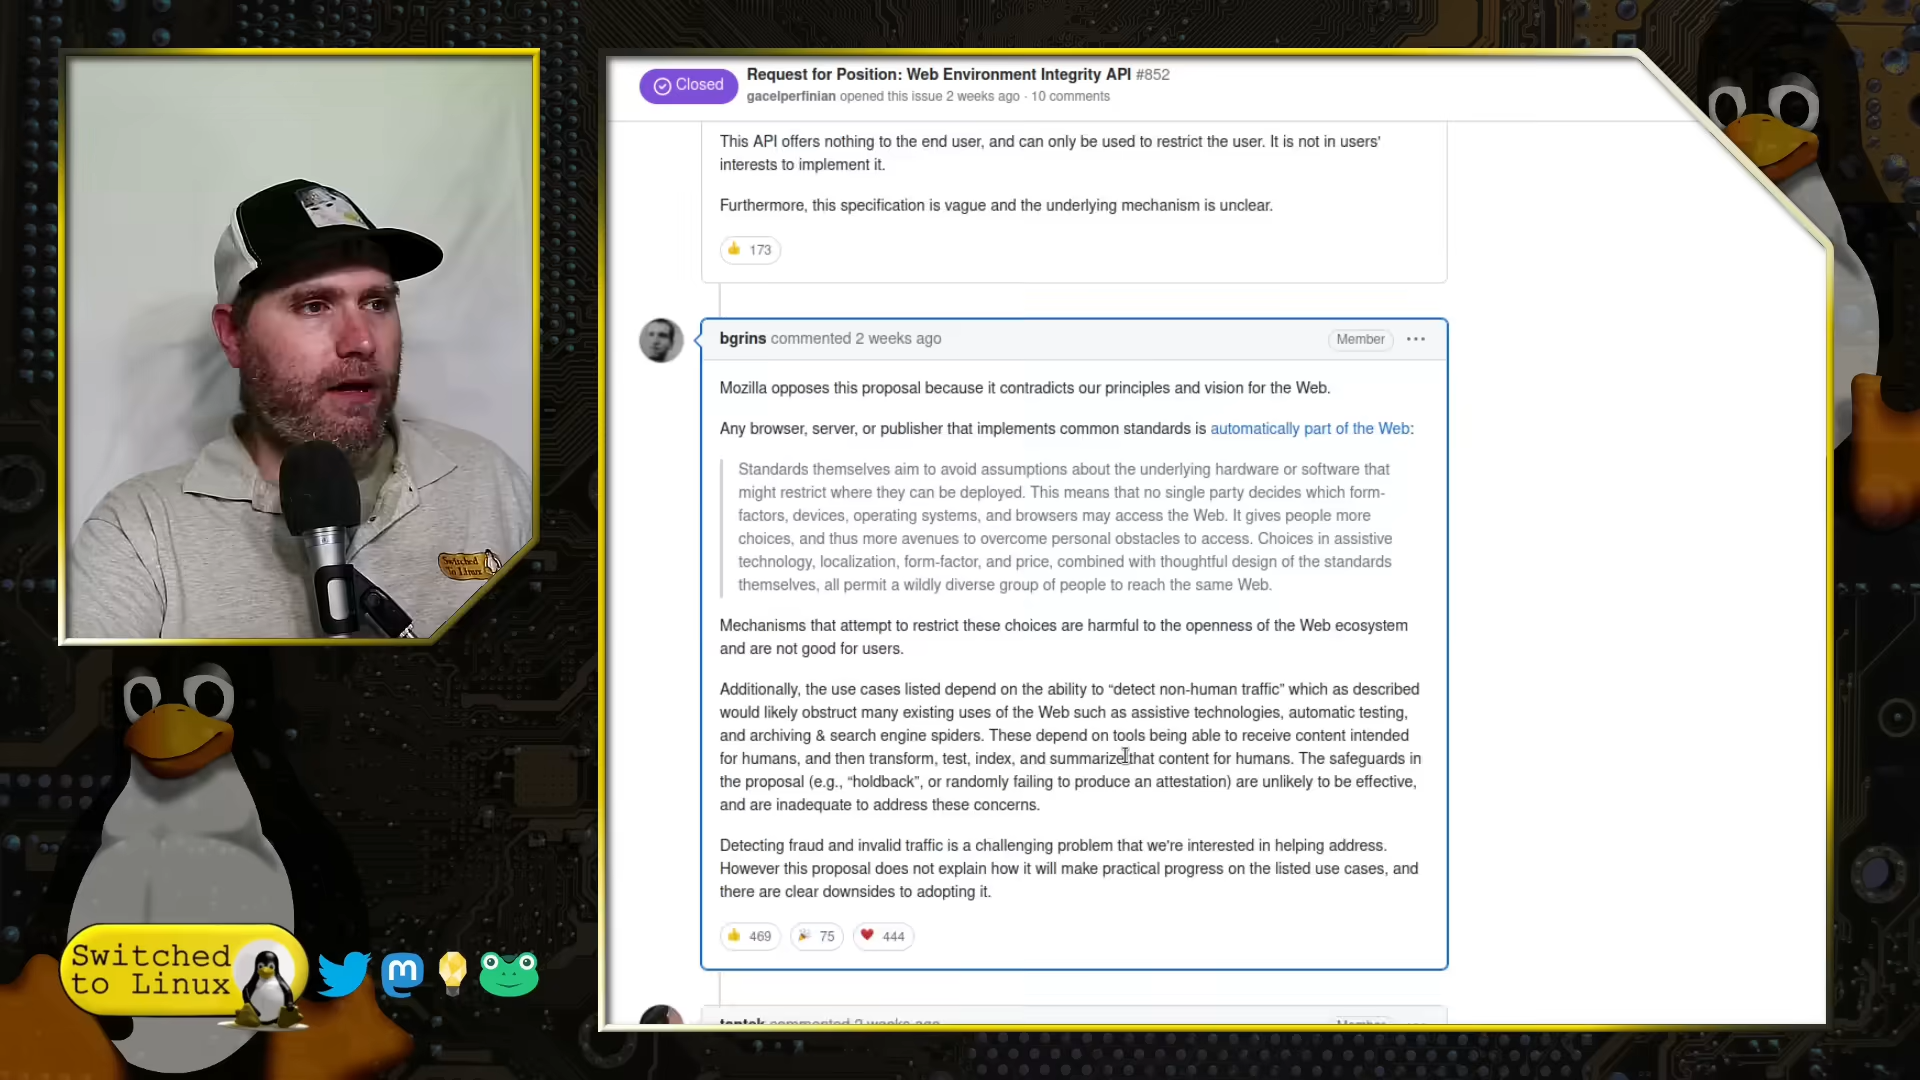 Closed
Request for Position: Web Environment Integrity API #852
gacelperfinian opened this issue 2 weeks ago · 10 comments
This API offers nothing to the end user, and can only be used to restrict the user. It is not in users'
interests to implement it.
Furthermore, this specification is vague and the underlying mechanism is unclear.
👍 173
bgrins commented 2 weeks ago
Member
Mozilla opposes this proposal because it contradicts our principles and vision for the Web.
Any browser, server, or publisher that implements common standards is automatically part of the Web:
Standards themselves aim to avoid assumptions about the underlying hardware or software that
might restrict where they can be deployed. This means that no single party decides which form-
factors, devices, operating systems, and browsers may access the Web. It gives people more
choices, and thus more avenues to overcome personal obstacles to access. Choices in assistive
technology, localization, form-factor, and price, combined with thoughtful design of the standards
themselves, all permit a wildly diverse group of people to reach the same Web.
Mechanisms that attempt to restrict these choices are harmful to the openness of the Web ecosystem
and are not good for users.
Additionally, the use cases listed depend on the ability to “detect non-human traffic” which as described
would likely obstruct many existing uses of the Web such as assistive technologies, automatic testing,
and archiving & search engine spiders. These depend on tools being able to receive content intended
for humans, and then transform, test, index, and summarize that content for humans. The safeguards in
the proposal (e.g., “holdback”, or randomly failing to produce an attestation) are unlikely to be effective,
and are inadequate to address these concerns.
Detecting fraud and invalid traffic is a challenging problem that we're interested in helping address.
However this proposal does not explain how it will make practical progress on the listed use cases, and
there are clear downsides to adopting it.
👍 469 🎉 75 ❤️ 444
tantek commented 2 weeks ago
Member
Switched
To Linux
Switched
to Linux